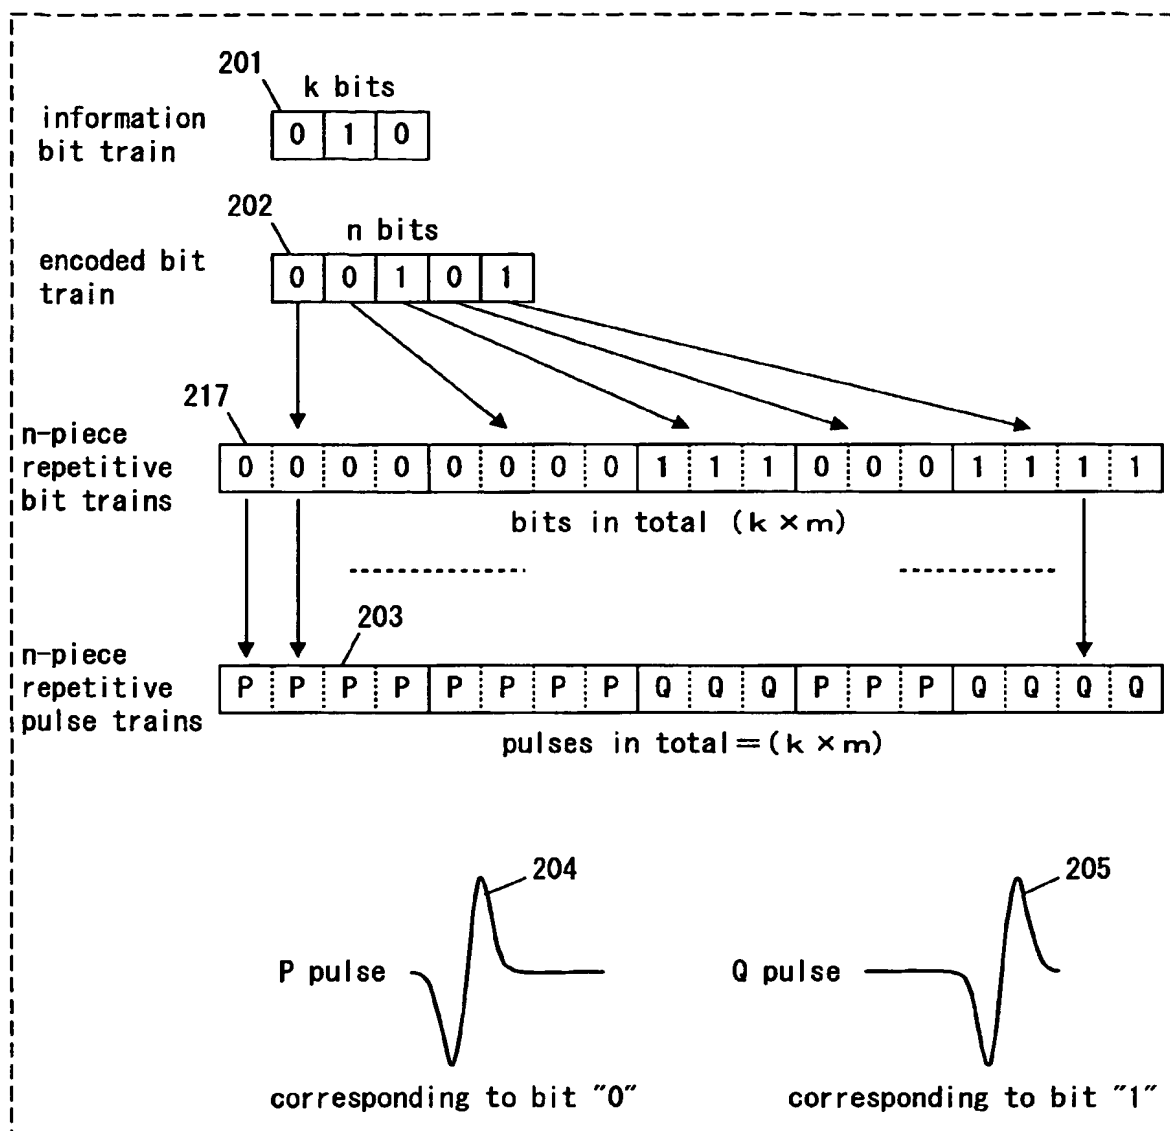 201
k bits
information
bit train
0 1 0
202
n bits
encoded bit
train
0 0 1 0 1
217
n-piece
repetitive
bit trains
0 0 0 0 0 0 0 0 1 1 1 0 0 0 1 1 1 1
bits in total (k×m)
203
n-piece
repetitive
pulse trains
P P P P P P P P Q Q Q P P P Q Q Q Q
pulses in total=(k×m)
204
205
P pulse
Q pulse
corresponding to bit "0"
corresponding to bit "1"